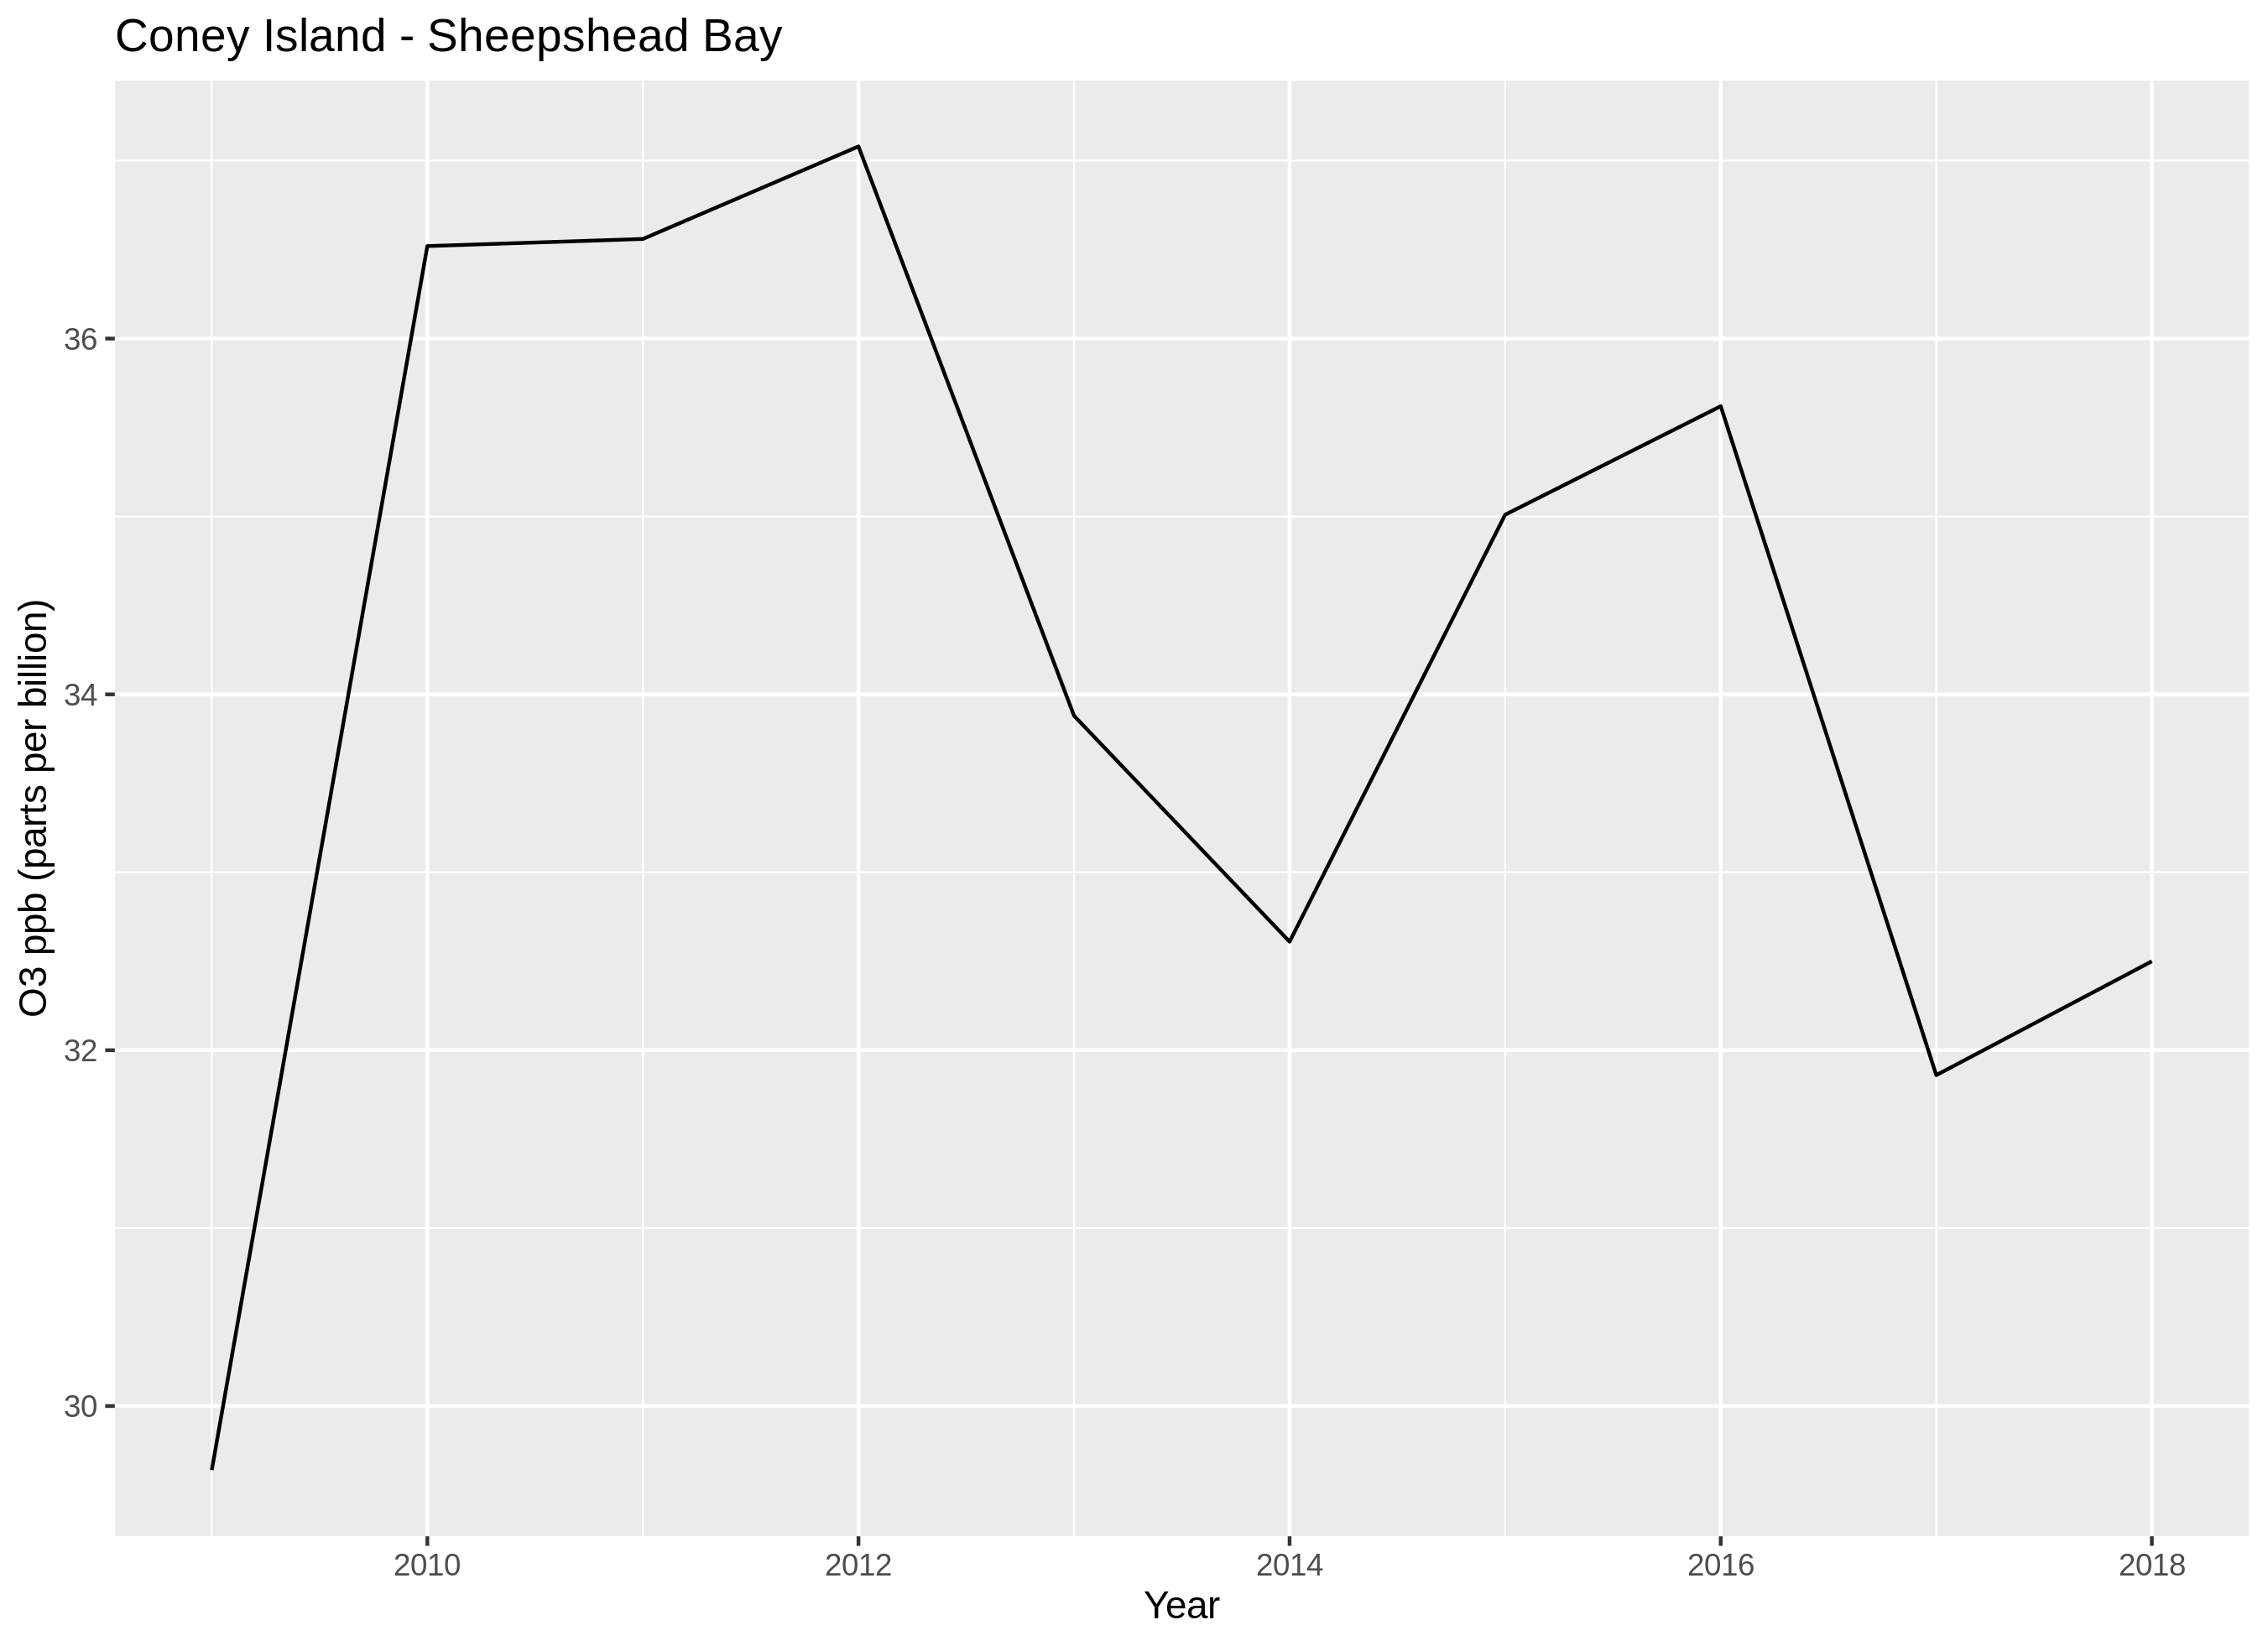 Coney Island - Sheepshead Bay
O3 ppb (parts per billion)
36
34
32
30
2010 2012 2014 2016 2018
Year